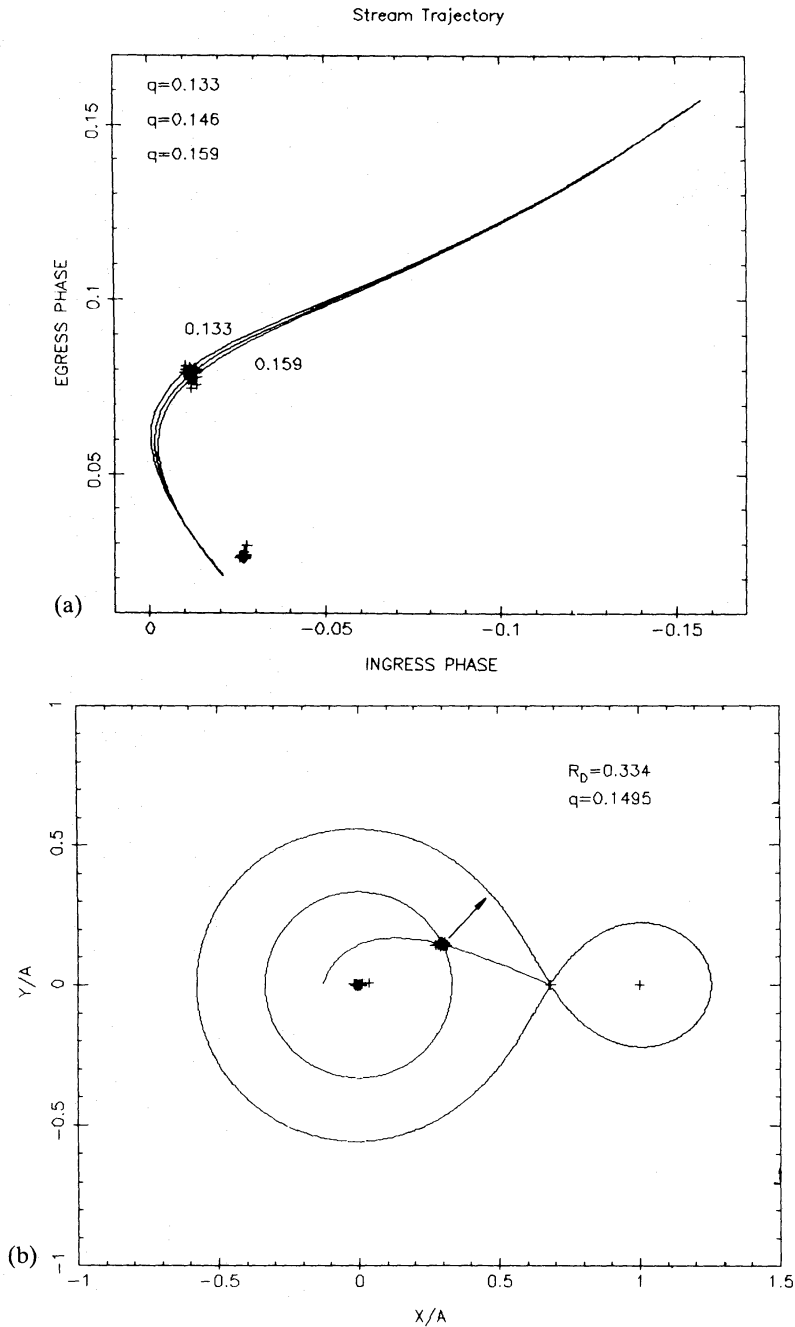 Stream Trajectory
q=0.133
q=0.146
q=0.159
0.15
0.1
0.05
EGRESS PHASE
0.133
0.159
(a)
0
−0.05
−0.1
−0.15
INGRESS PHASE
1
0.5
0
−0.5
−1
Y/A
R_D=0.334
q=0.1495
(b)
−1
−0.5
0
0.5
1
1.5
X/A